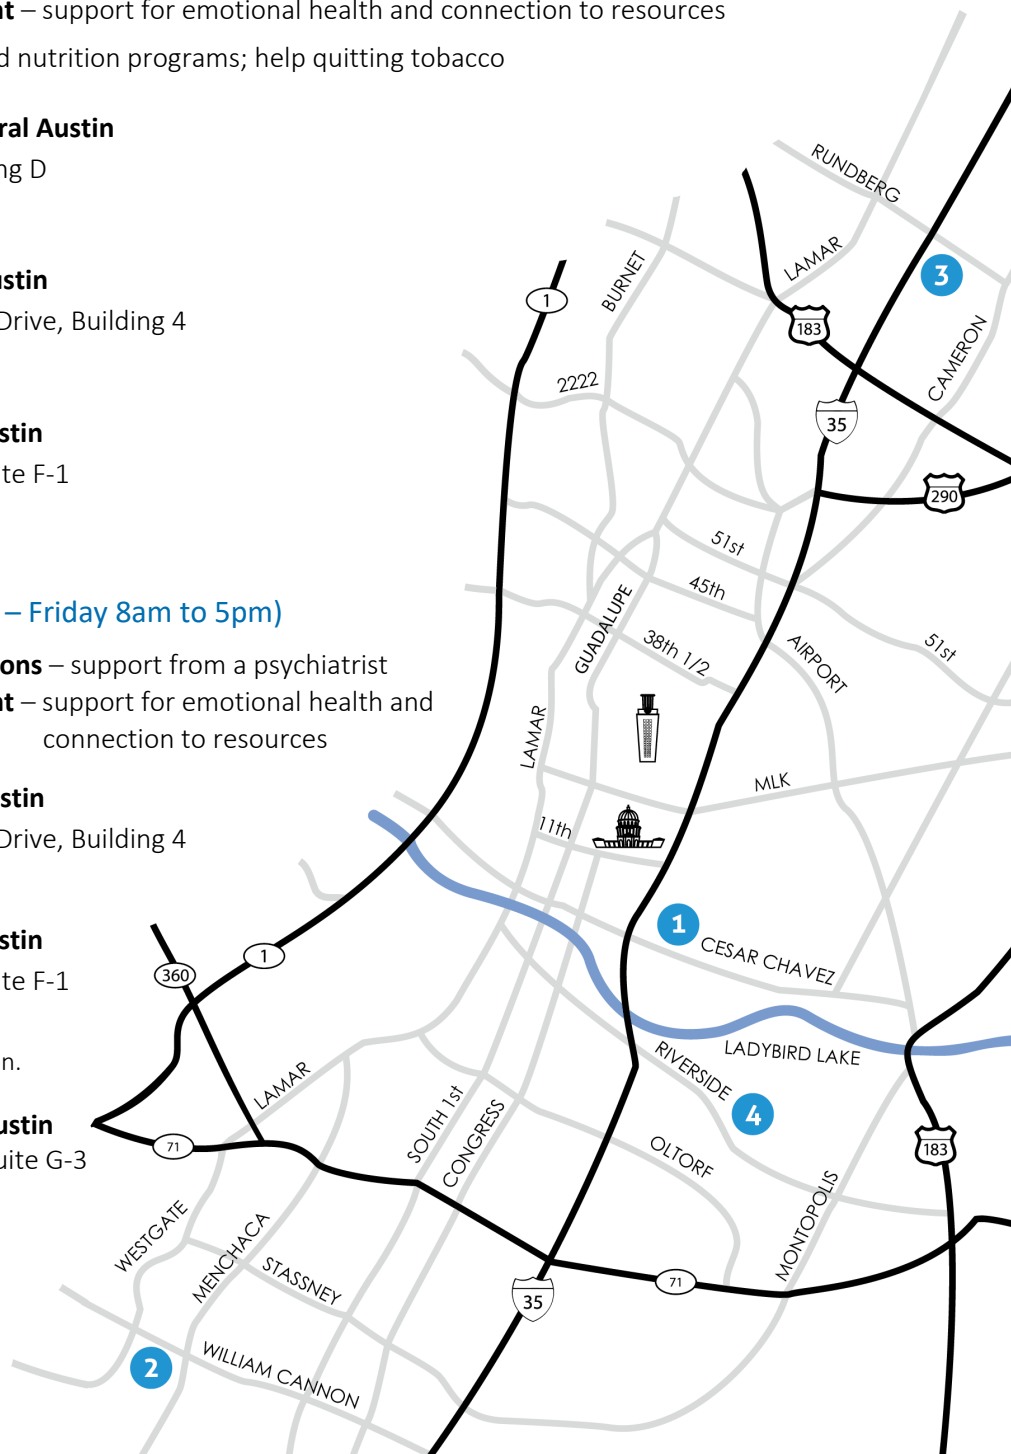 nt – support for emotional health and connection to resources
d nutrition programs; help quitting tobacco
ral Austin
ng D
ustin
Drive, Building 4
stin
te F-1
– Friday 8am to 5pm)
ons – support from a psychiatrist
nt – support for emotional health and
connection to resources
stin
Drive, Building 4
ustin
te F-1
n.
ustin
uite G-3
RUNDBERG
LAMAR
BURNET
3
1
183
CAMERON
2222
35
290
51st
45th
GUADALUPE
38th 1/2
AIRPORT
51st
LAMAR
MLK
11th
1
CESAR CHAVEZ
1
360
LADYBIRD LAKE
RIVERSIDE
LAMAR
4
SOUTH 1st
CONGRESS
OLTORF
183
71
MONTOPOLIS
WESTGATE
MENCHACA
STASSNEY
71
35
2
WILLIAM CANNON